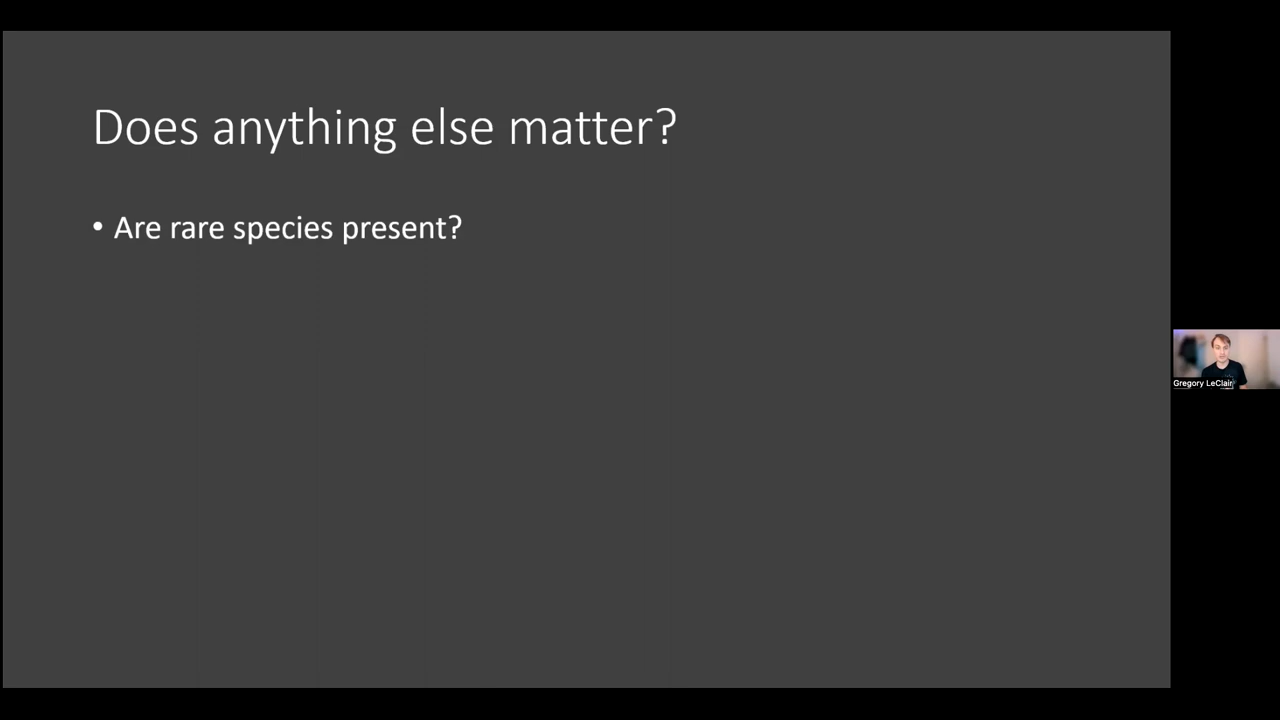 Does anything else matter?
• Are rare species present?
Gregory LeClair